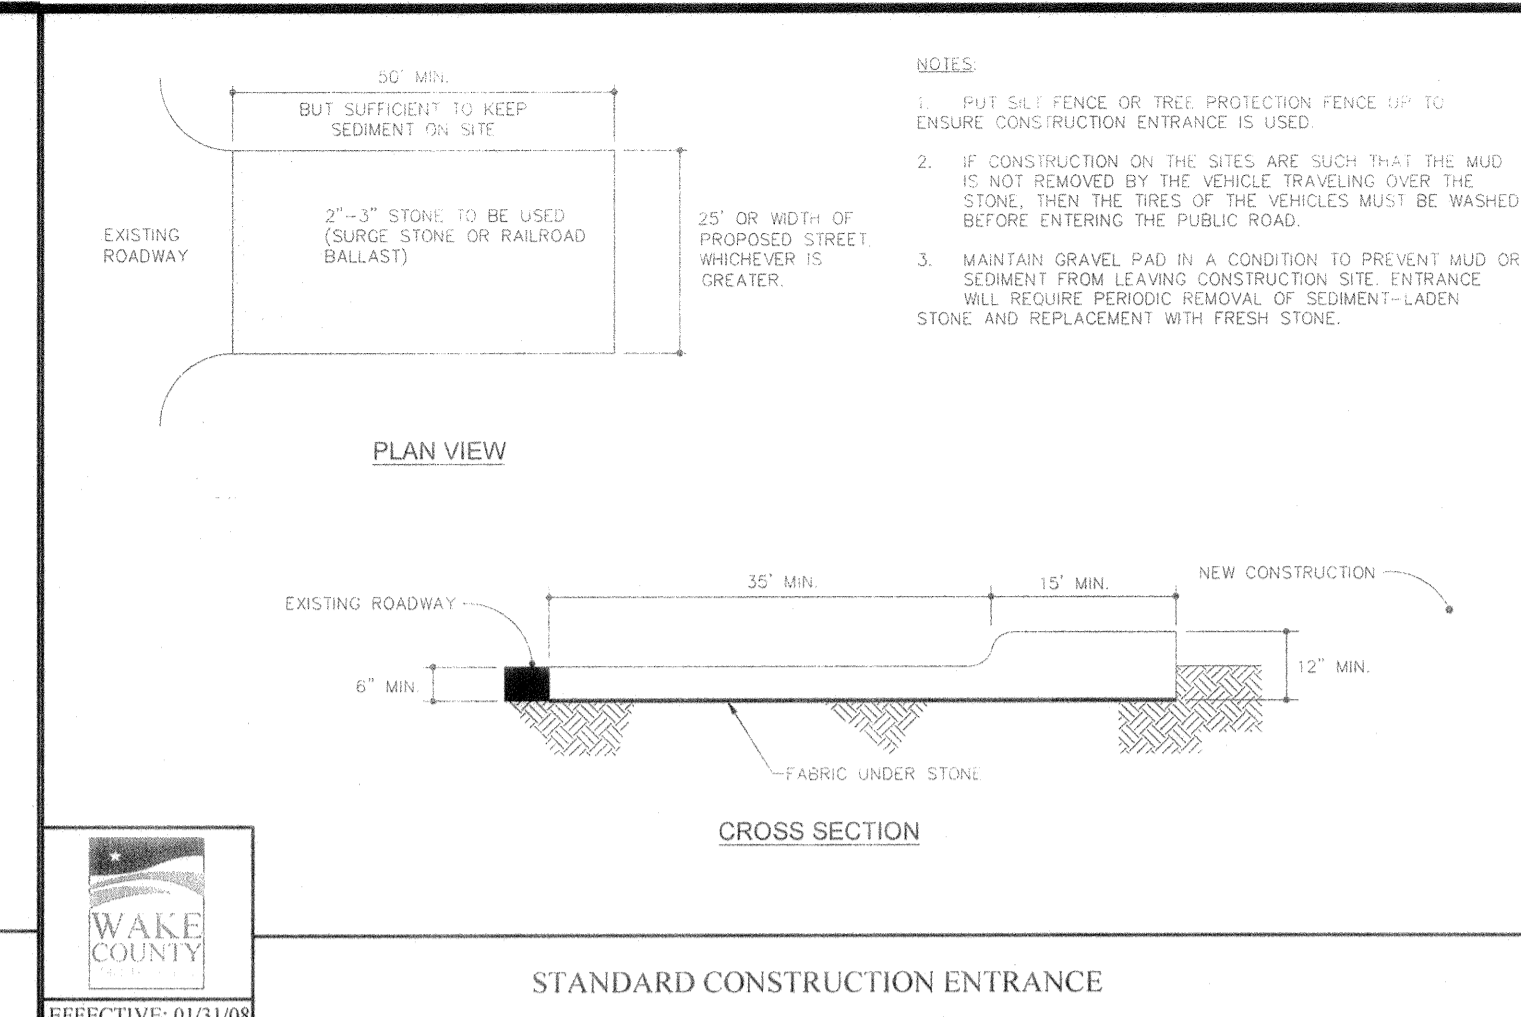 50' MIN.
BUT SUFFICIENT TO KEEP
SEDIMENT ON SITE
EXISTING
ROADWAY
2"-3" STONE TO BE USED
(SURGE STONE OR RAILROAD
BALLAST)
25' OR WIDTH OF
PROPOSED STREET,
WHICHEVER IS
GREATER.
PLAN VIEW
NOTES:
1. PUT SILT FENCE OR TREE PROTECTION FENCE UP TO
ENSURE CONSTRUCTION ENTRANCE IS USED.
2. IF CONSTRUCTION ON THE SITES ARE SUCH THAT THE MUD
IS NOT REMOVED BY THE VEHICLE TRAVELING OVER THE
STONE, THEN THE TIRES OF THE VEHICLES MUST BE WASHED
BEFORE ENTERING THE PUBLIC ROAD.
3. MAINTAIN GRAVEL PAD IN A CONDITION TO PREVENT MUD OR
SEDIMENT FROM LEAVING CONSTRUCTION SITE. ENTRANCE
WILL REQUIRE PERIODIC REMOVAL OF SEDIMENT-LADEN
STONE AND REPLACEMENT WITH FRESH STONE.
35' MIN.
15' MIN.
NEW CONSTRUCTION
EXISTING ROADWAY
6" MIN.
12" MIN.
FABRIC UNDER STONE
CROSS SECTION
WAKE
COUNTY
STANDARD CONSTRUCTION ENTRANCE
EFFECTIVE: 01/31/08